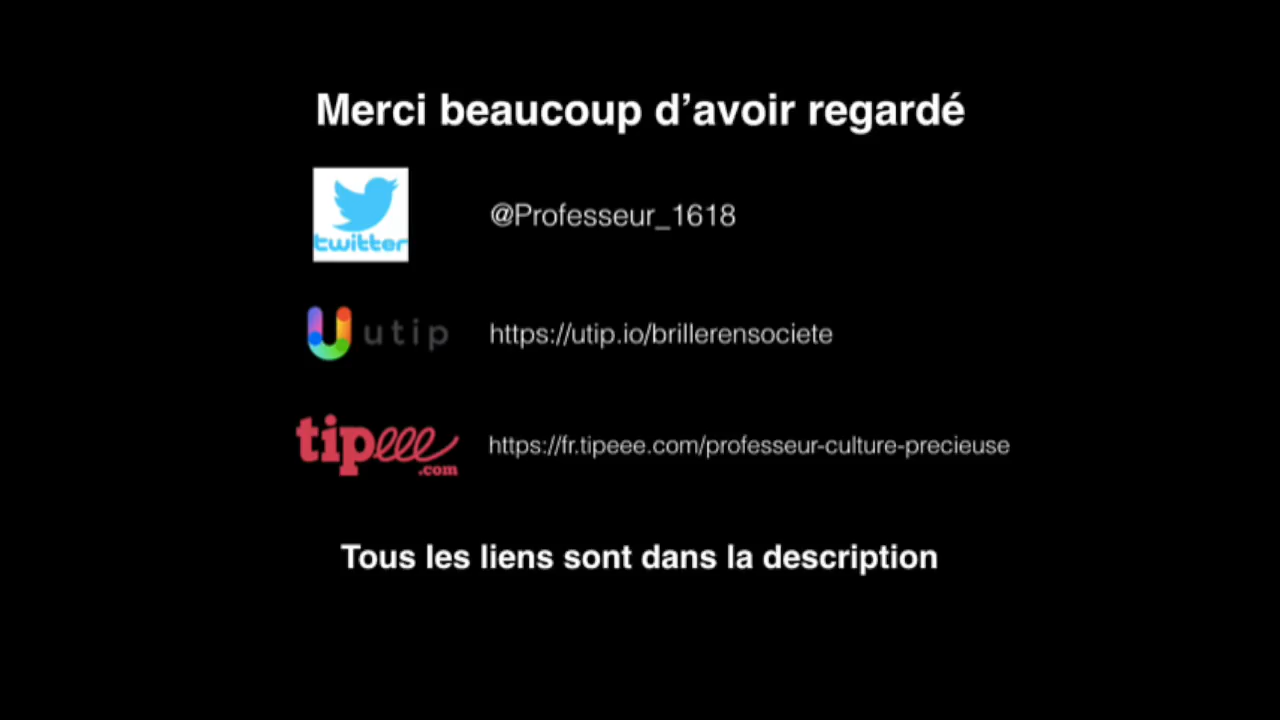 Merci beaucoup d’avoir regardé
twitter
@Professeur_1618
utip
https://utip.io/brillerensociete
tipeee
.com
https://fr.tipeee.com/professeur-culture-precieuse
Tous les liens sont dans la description